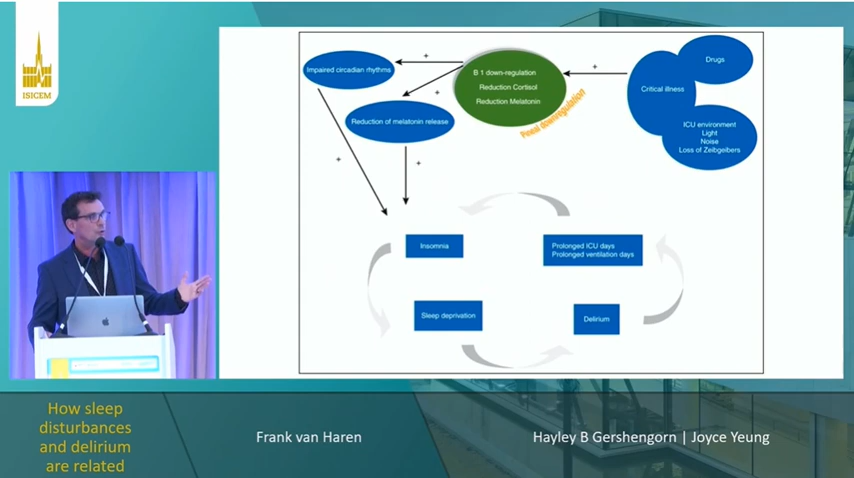 ISICEM
Impaired circadian rhythms
+
B 1 down-regulation
Reduction Cortisol
Reduction Melatonin
downregulation
+
Drugs
Critical illness
ICU environment
Light
Noise
Loss of Zeibgeibers
+
Reduction of melatonin release
+
+
Insomnia
Prolonged ICU days
Prolonged ventilation days
Sleep deprivation
Delirium
How sleep
disturbances
and delirium
are related
Frank van Haren
Hayley B Gershengorn | Joyce Yeung